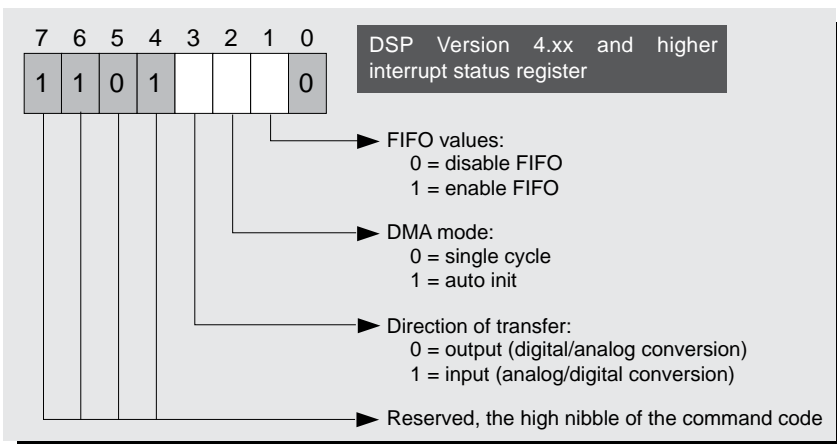 7 6 5 4 3 2 1 0
1 1 0 1 0
DSP Version 4.xx and higher
interrupt status register
FIFO values:
0 = disable FIFO
1 = enable FIFO
DMA mode:
0 = single cycle
1 = auto init
Direction of transfer:
0 = output (digital/analog conversion)
1 = input (analog/digital conversion)
Reserved, the high nibble of the command code